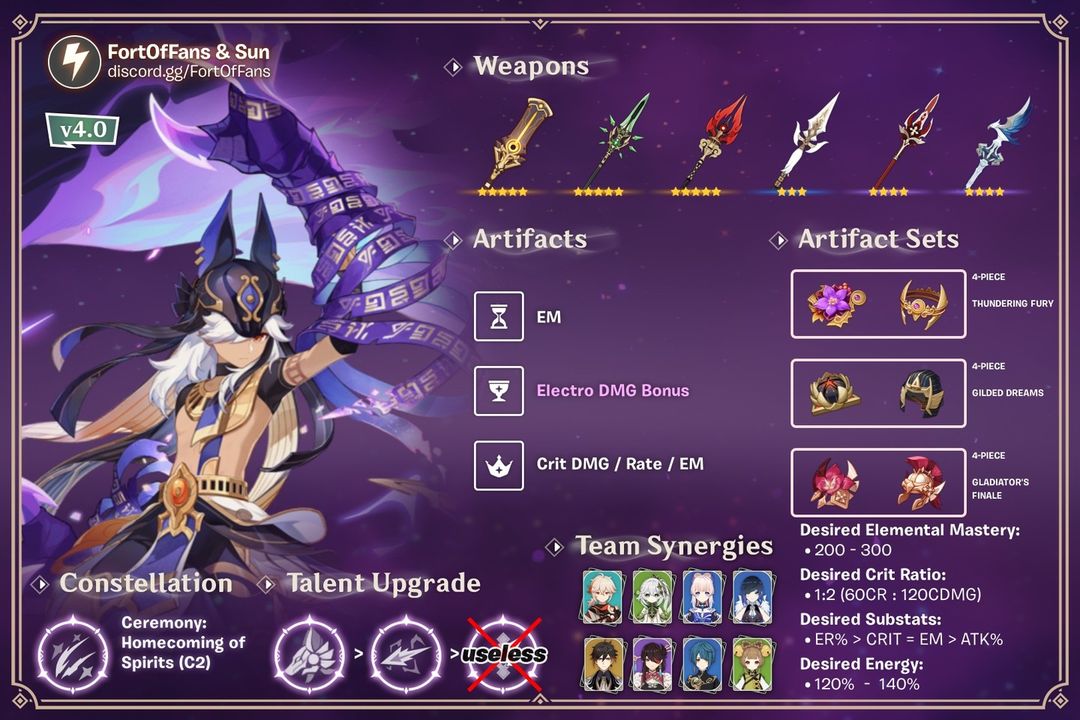 FortOfFans & Sun
discord.gg/FortOfFans
v4.0
Weapons
Artifacts
EM
Electro DMG Bonus
Crit DMG / Rate / EM
Artifact Sets
4-PIECE
THUNDERING FURY
4-PIECE
GILDED DREAMS
4-PIECE
GLADIATOR'S
FINALE
Constellation
Ceremony:
Homecoming of
Spirits (C2)
Talent Upgrade
> > useless
Team Synergies
Desired Elemental Mastery:
• 200 - 300
Desired Crit Ratio:
• 1:2 (60CR : 120CDMG)
Desired Substats:
• ER% > CRIT = EM > ATK%
Desired Energy:
• 120% - 140%